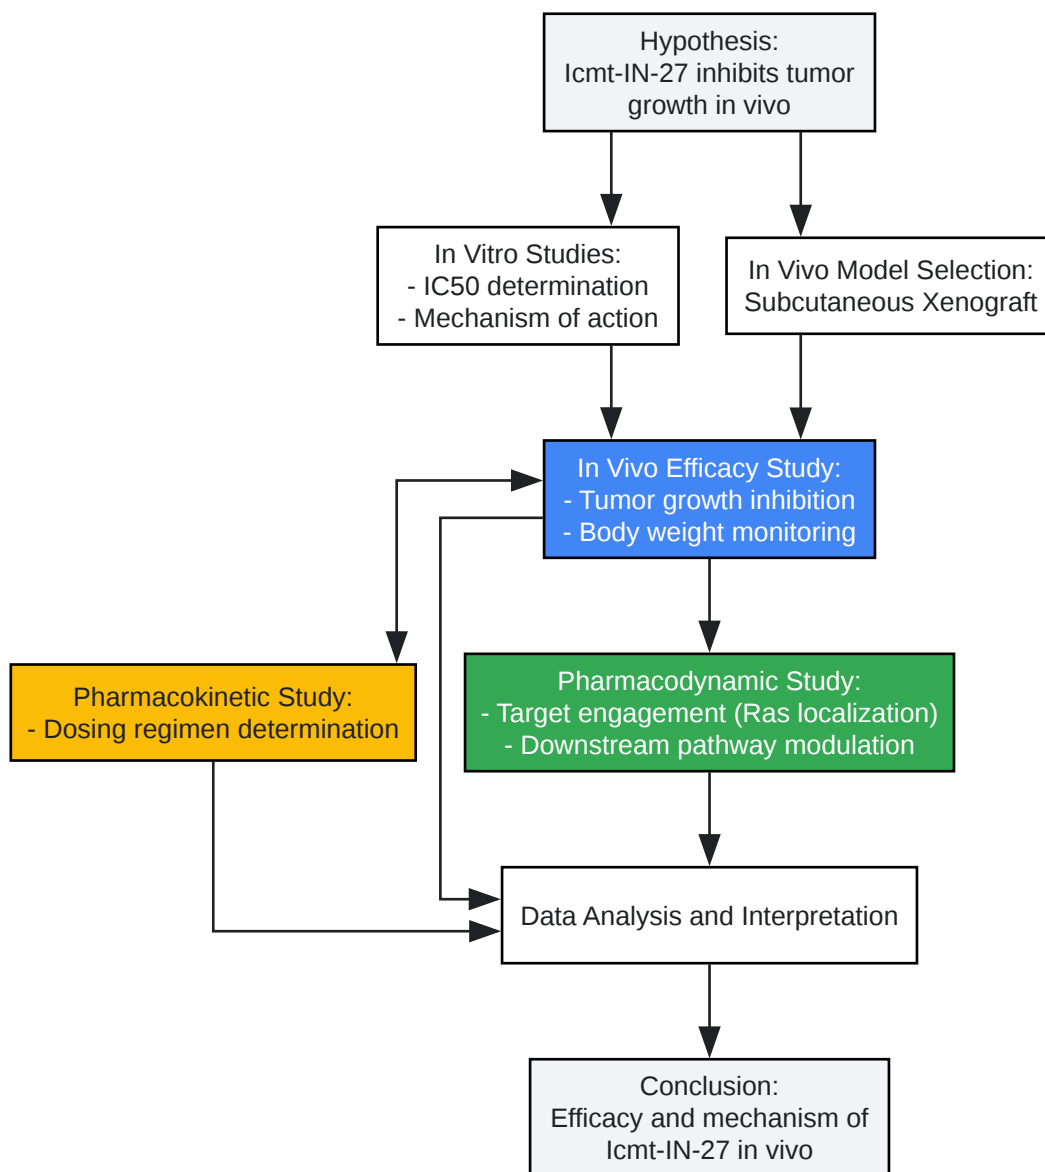 Hypothesis:
Icmt-IN-27 inhibits tumor
growth in vivo
In Vitro Studies:
- IC50 determination
- Mechanism of action
In Vivo Model Selection:
Subcutaneous Xenograft
In Vivo Efficacy Study:
- Tumor growth inhibition
- Body weight monitoring
Pharmacokinetic Study:
- Dosing regimen determination
Pharmacodynamic Study:
- Target engagement (Ras localization)
- Downstream pathway modulation
Data Analysis and Interpretation
Conclusion:
Efficacy and mechanism of
Icmt-IN-27 in vivo